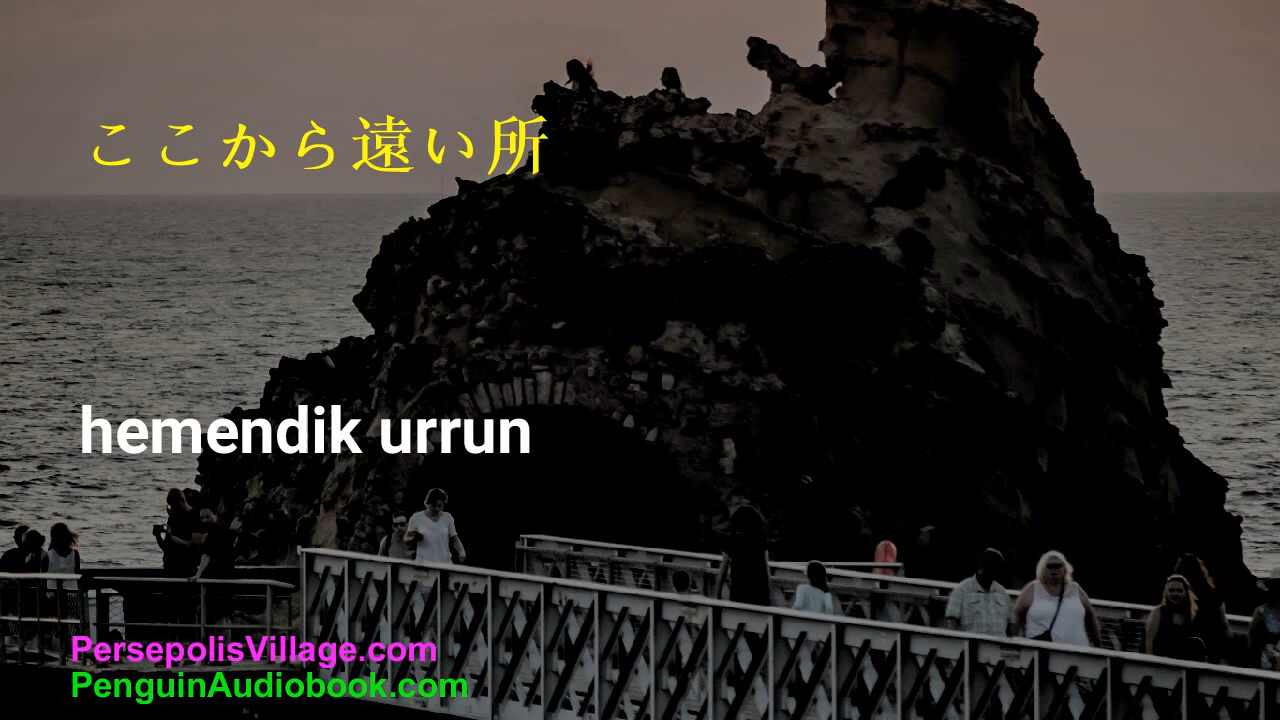 ここから遠い所
hemendik urrun
PersepolisVillage.com
PenguinAudiobook.com